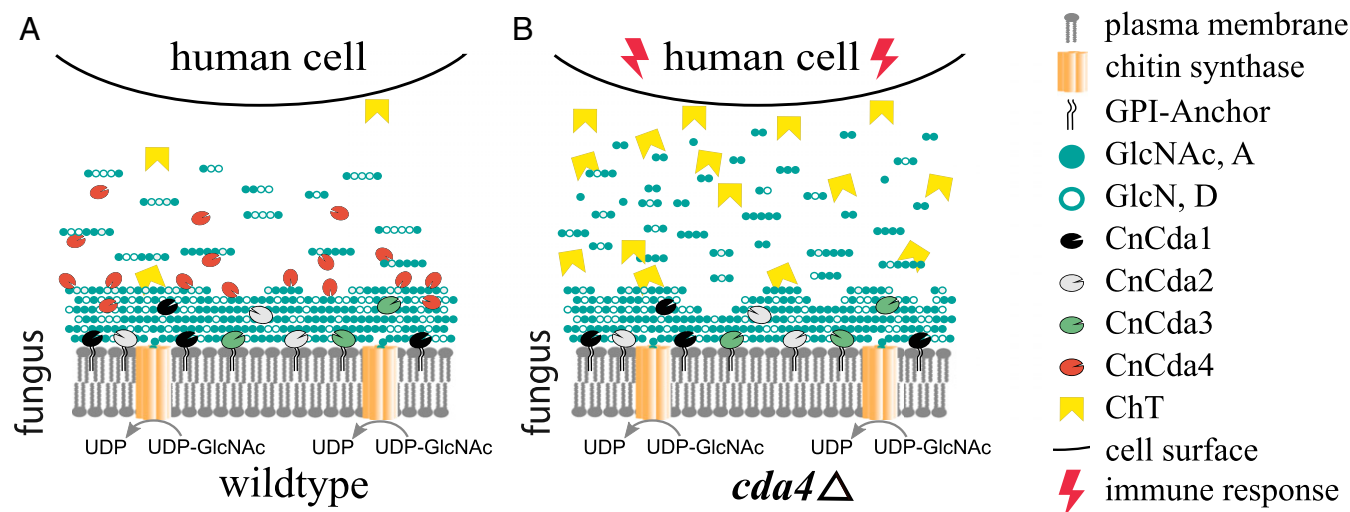 A
human cell
fungus
UDP
UDP-GlcNAc
UDP
UDP-GlcNAc
wildtype
B
human cell
fungus
UDP
UDP-GlcNAc
UDP
UDP-GlcNAc
cda4Δ
plasma membrane
chitin synthase
GPI-Anchor
GlcNAc, A
GlcN, D
CnCda1
CnCda2
CnCda3
CnCda4
ChT
cell surface
immune response